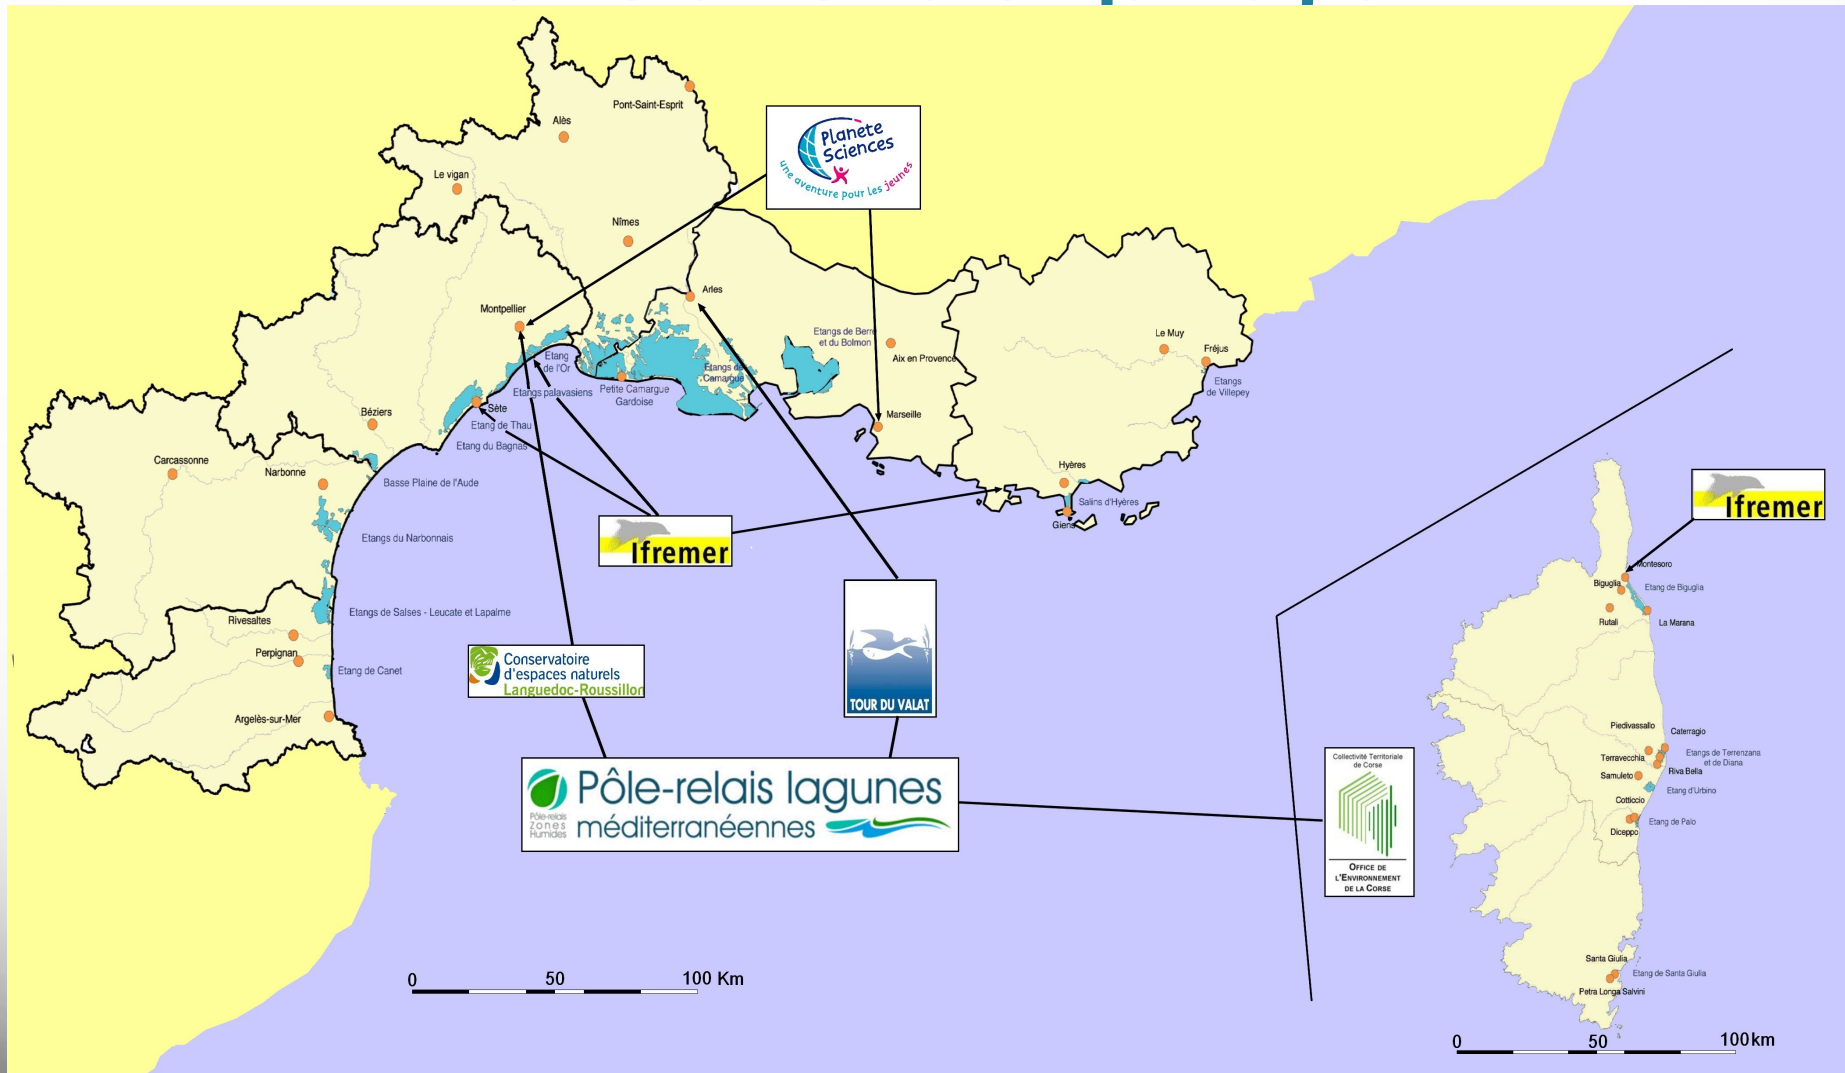 Pont-Saint-Esprit
Alès
Le vigan
Nîmes
Planète
Sciences
une aventure pour les jeunes
Arles
Montpellier
Etang
de l'Or
Etangs palavasiens
Petite Camargue
Gardoise
Etangs de
Camargue
Etangs de Berre
et du Bolmon
Aix en Provence
Marseille
Le Muy
Fréjus
Etangs
de Villepey
Hyères
Salins d'Hyères
Giens
Sète
Etang de Thau
Etang du Bagnas
Béziers
Carcassonne
Narbonne
Basse Plaine de l'Aude
Etangs du Narbonnais
Etangs de Salses - Leucate et Lapalme
Rivesaltes
Perpignan
Etang de Canet
Argelès-sur-Mer
Ifremer
Conservatoire
d'espaces naturels
Languedoc-Roussillon
TOUR DU VALAT
Pôle-relais
Zones
Humides
Pôle-relais lagunes
méditerranéennes
0 50 100 Km
Collectivité Territoriale
de Corse
OFFICE DE
L'ENVIRONNEMENT
DE LA CORSE
Ifremer
Montesoro
Biguglia
Etang de Biguglia
Rutali
La Marana
Piedivassallo
Caterragio
Etangs de Terrenzana
et de Diana
Terravecchia
Riva Bella
Samuleto
Etang d'Urbino
Cotticcio
Etang de Palo
Diceppo
Santa Giulia
Etang de Santa Giulia
Petra Longa Salvini
0 50 100 km